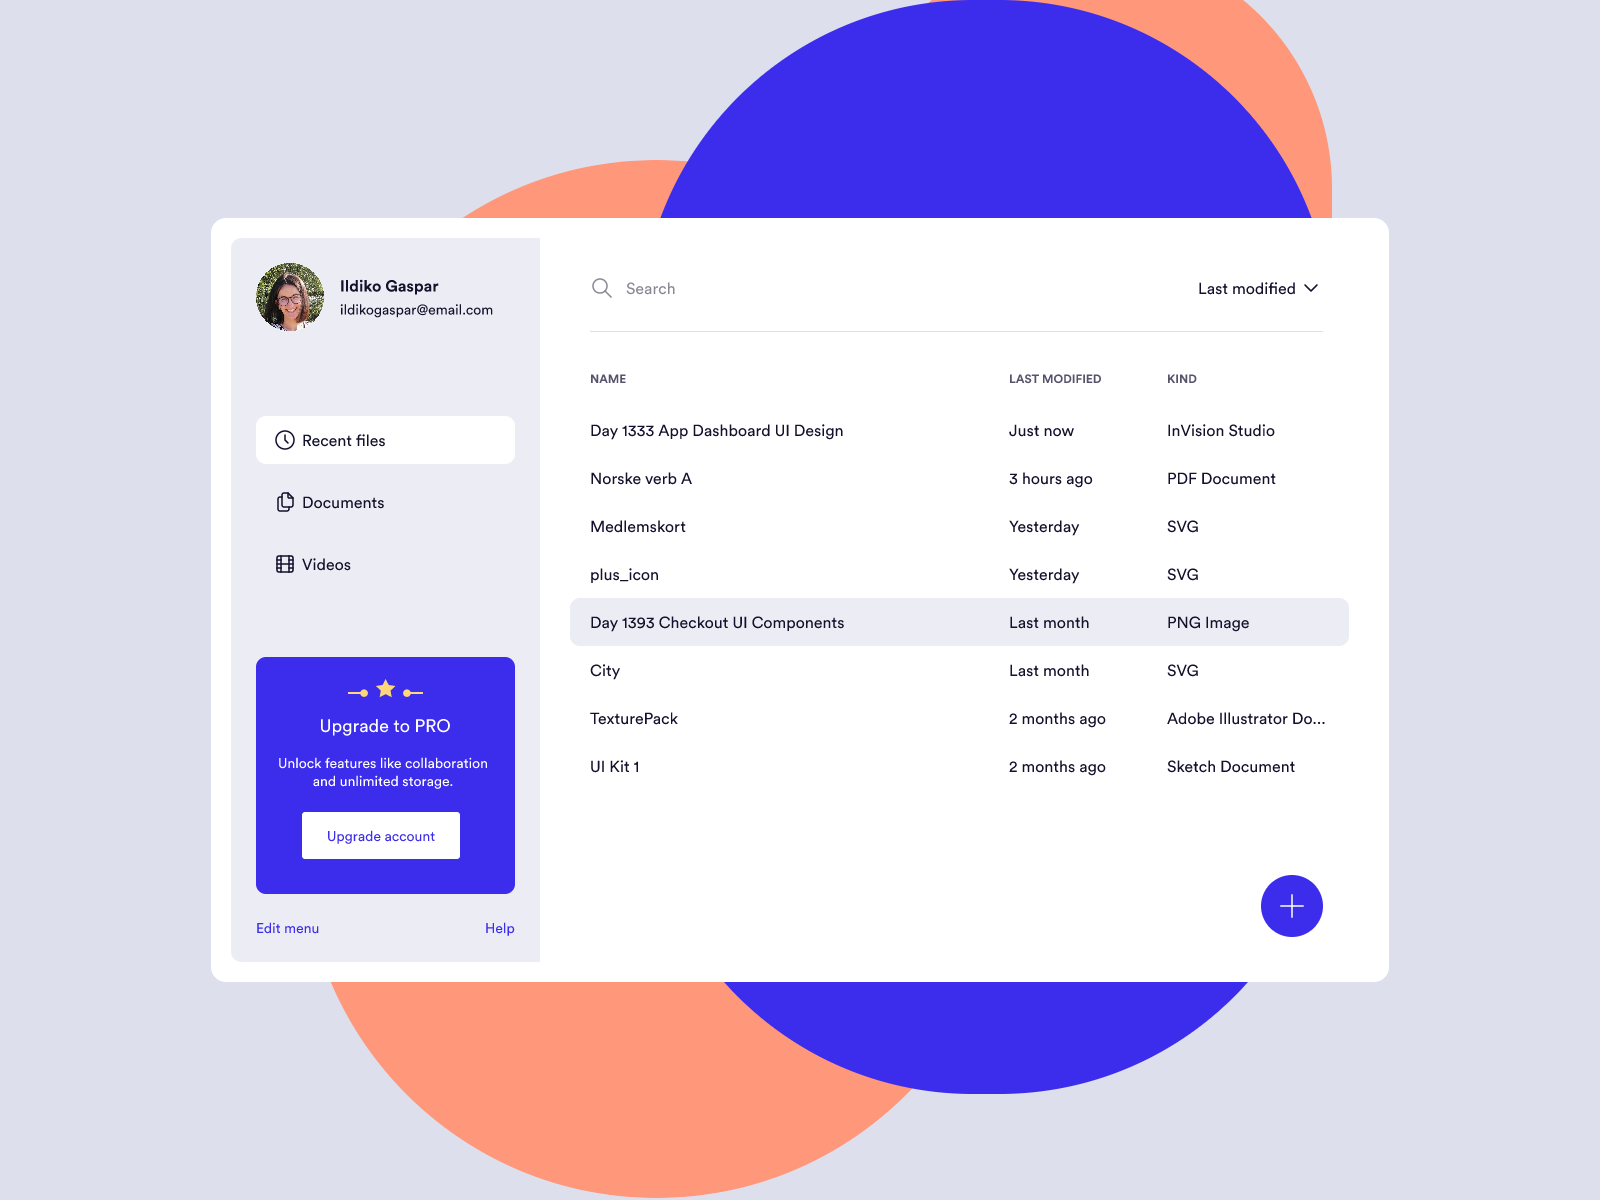 Ildiko Gaspar
ildikogaspar@email.com
Recent files
Documents
Videos
Upgrade to PRO
Unlock features like collaboration
and unlimited storage.
Upgrade account
Edit menu
Help
Search
Last modified
NAME LAST MODIFIED KIND
Day 1333 App Dashboard UI Design Just now InVision Studio
Norske verb A 3 hours ago PDF Document
Medlemskort Yesterday SVG
plus_icon Yesterday SVG
Day 1393 Checkout UI Components Last month PNG Image
City Last month SVG
TexturePack 2 months ago Adobe Illustrator Do...
UI Kit 1 2 months ago Sketch Document